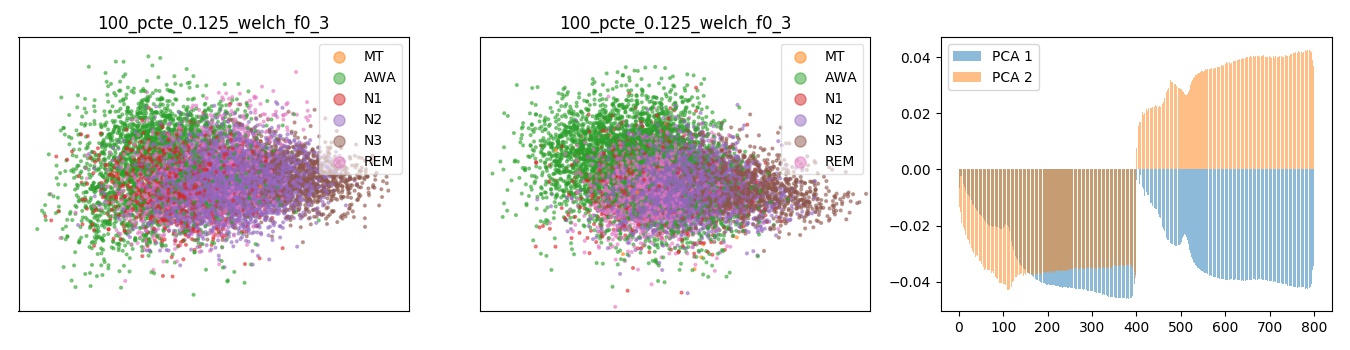 100_pcte_0.125_welch_f0_3
MT
AWA
N1
N2
N3
REM
100_pcte_0.125_welch_f0_3
MT
AWA
N1
N2
N3
REM
PCA 1
PCA 2
0.04
0.02
0.00
−0.02
−0.04
0 100 200 300 400 500 600 700 800